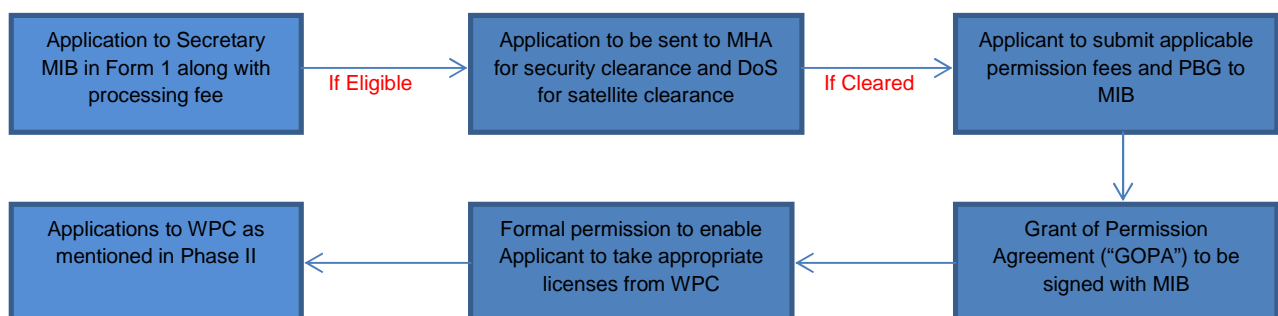 Application to Secretary
MIB in Form 1 along with
processing fee
If Eligible
Application to be sent to MHA
for security clearance and DoS
for satellite clearance
If Cleared
Applicant to submit applicable
permission fees and PBG to
MIB
Grant of Permission
Agreement (“GOPA”) to be
signed with MIB
Formal permission to enable
Applicant to take appropriate
licenses from WPC
Applications to WPC as
mentioned in Phase II